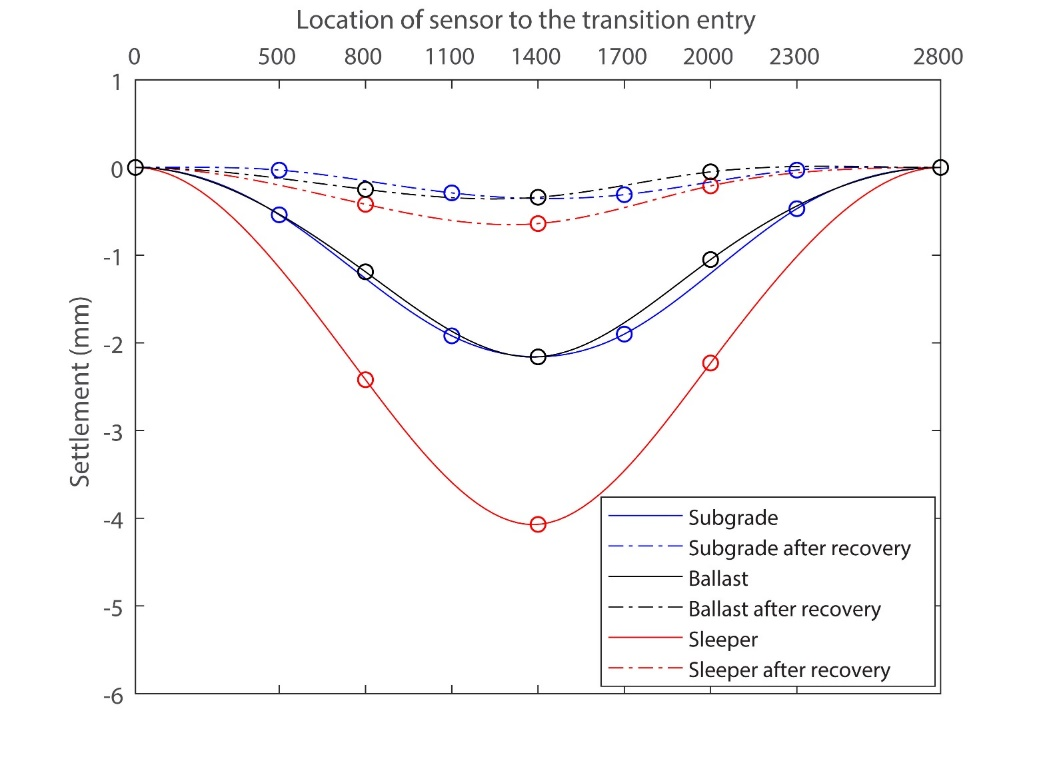 Location of sensor to the transition entry
0 500 800 1100 1400 1700 2000 2300 2800
1
0
-1
-2
-3
-4
-5
-6
Settlement (mm)
Subgrade
Subgrade after recovery
Ballast
Ballast after recovery
Sleeper
Sleeper after recovery